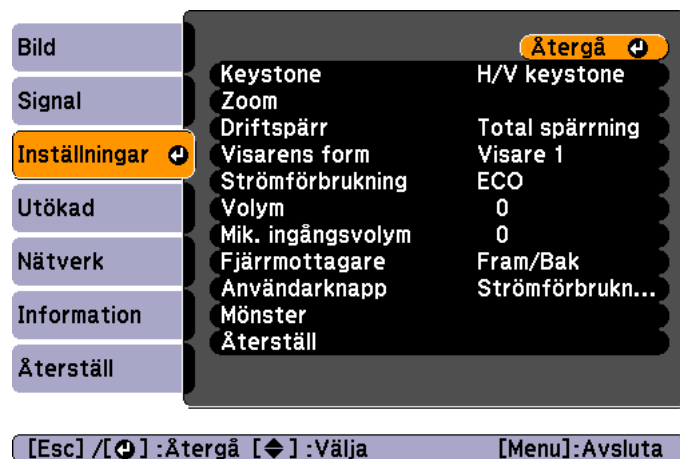 Bild
Signal
Inställningar
Utökad
Nätverk
Information
Återställ
Återgå
Keystone H/V keystone
Zoom
Driftspärr Total spärrning
Visarens form Visare 1
Strömförbrukning ECO
Volym 0
Mik. ingångsvolym 0
Fjärrmottagare Fram/Bak
Användarknapp Strömförbrukn...
Mönster
Återställ
[Esc] /[⏎] :Återgå [◆] :Välja [Menu]:Avsluta